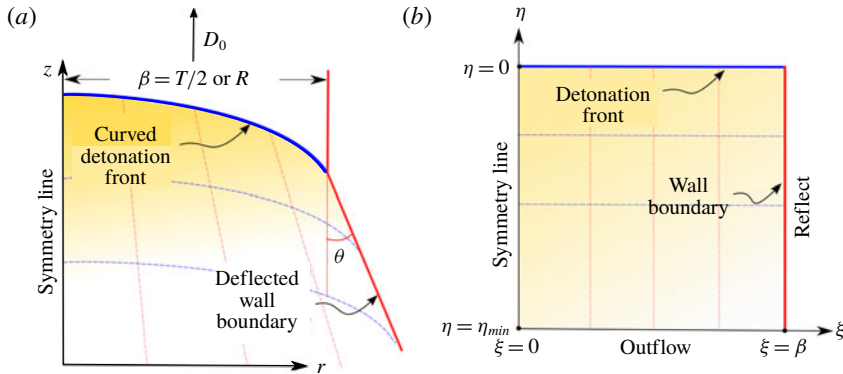 (a)
D₀
z
β = T/2 or R
Curved
detonation
front
Symmetry line
θ
Deflected
wall
boundary
r
(b)
η
η = 0
Detonation
front
Symmetry line
Wall
boundary
Reflect
η = ηmin
ξ
ξ = 0
Outflow
ξ = β